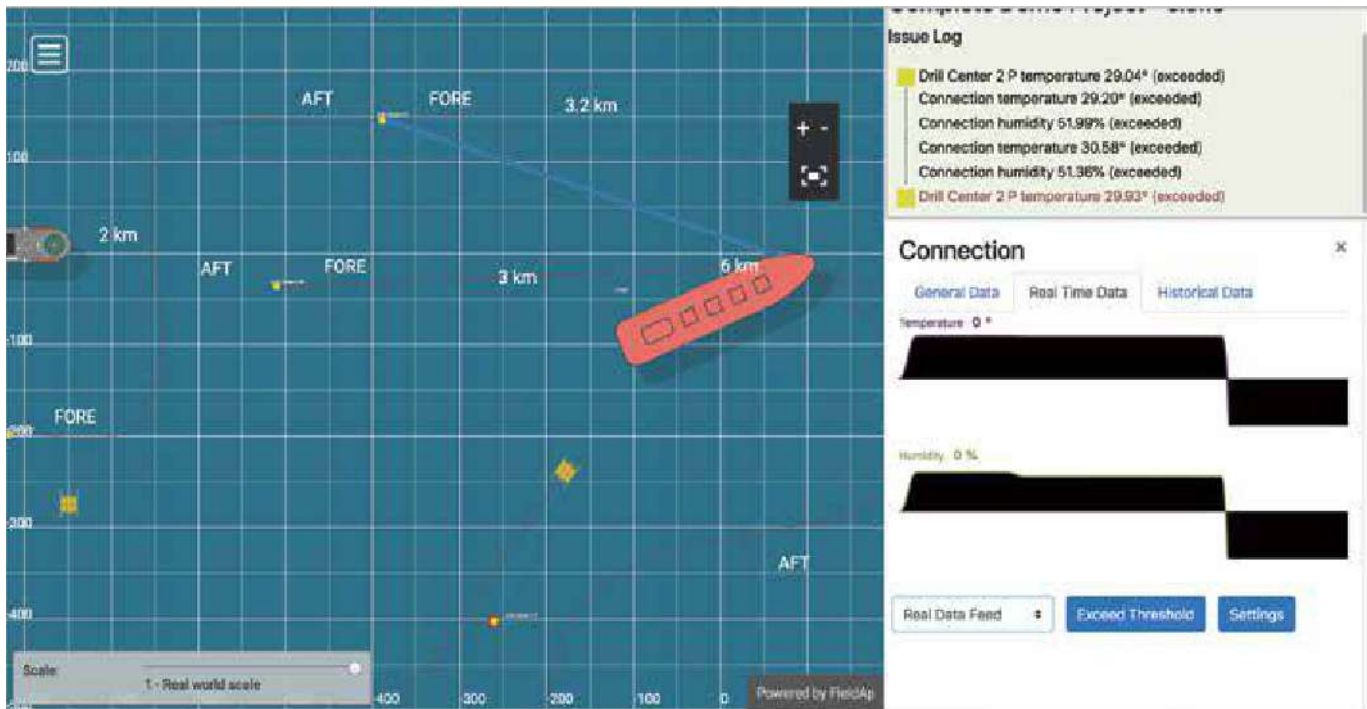 Issue Log
Drill Center 2 P temperature 29.04° (exceeded)
Connection temperature 29.20° (exceeded)
Connection humidity 51.99% (exceeded)
Connection temperature 30.58° (exceeded)
Connection humidity 51.36% (exceeded)
Drill Center 2 P temperature 29.93° (exceeded)
Connection ×
General Data Real Time Data Historical Data
Temperature 0 °
Humidity 0 %
Real Data Feed Exceed Threshold Settings
200
AFT FORE 3.2 km
+ -
100
2 km
AFT FORE 3 km 6 km
-100
FORE
-200
-300
AFT
-400
Scale:
1 - Real world scale
-400 -300 -200 -100 0
Powered by FieldAp